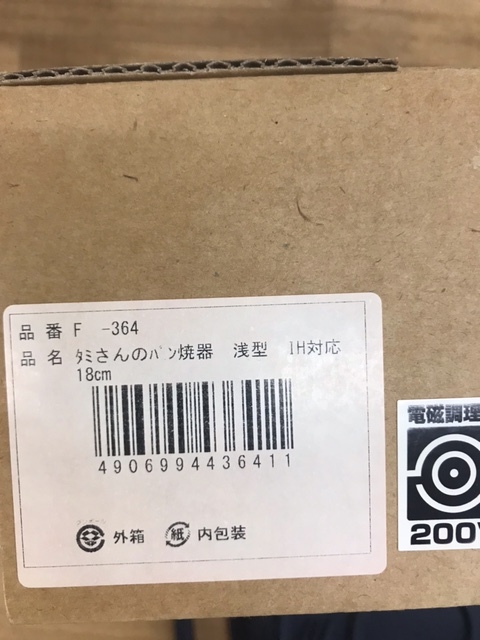 品 番 F -364
品 名 ﾀﾐさんのﾊﾟﾝ焼器 浅型 IH対応
18cm
4906994436411
外箱 紙 内包装
電磁調理
200V